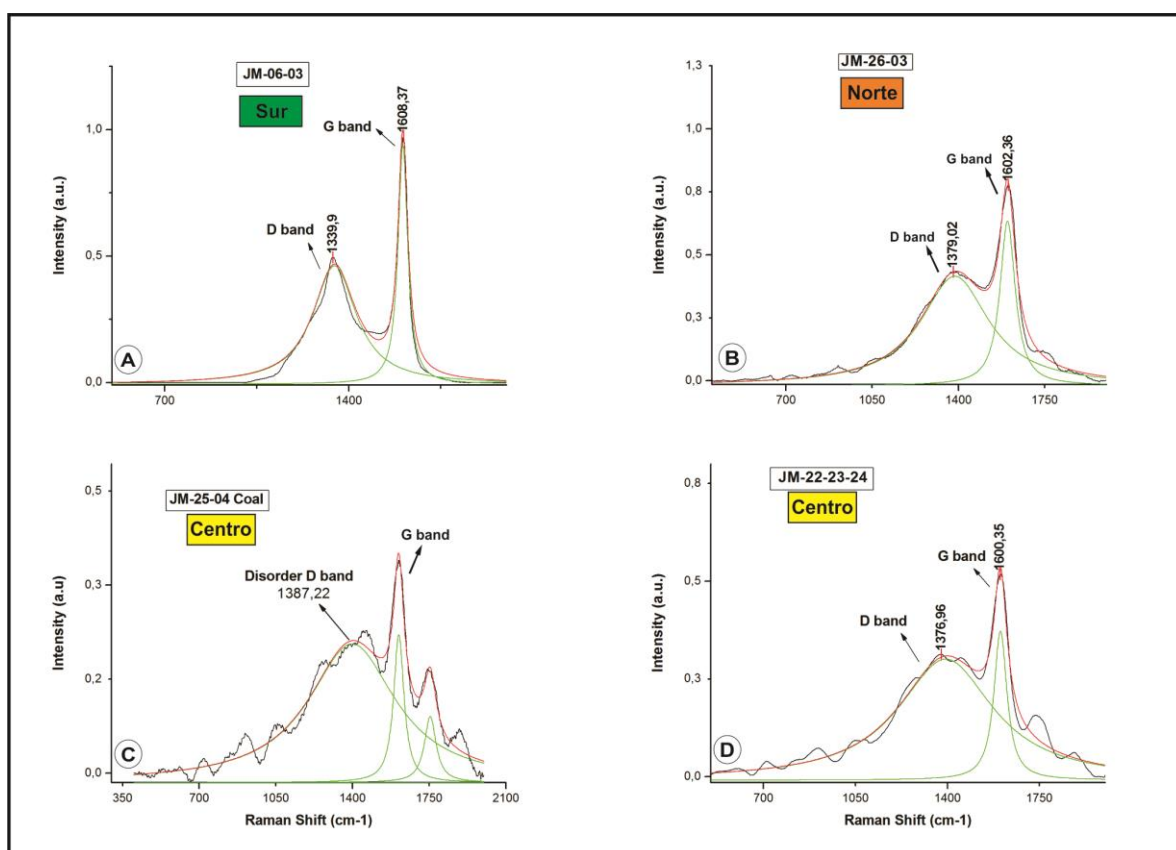 JM-06-03
Sur
G band
1608,37
D band
1339,9
Intensity (a.u.)
1,0
0,5
0,0
700
1400
A
JM-26-03
Norte
G band
1602,36
D band
1379,02
Intensity (a.u.)
1,3
1,0
0,8
0,5
0,3
0,0
700
1050
1400
1750
B
JM-25-04 Coal
Centro
G band
Disorder D band
1387,22
Intensity (a.u)
0,5
0,3
0,2
0,0
350
700
1050
1400
1750
2100
Raman Shift (cm-1)
C
JM-22-23-24
Centro
G band
1600,35
D band
1376,96
Intensity (a.u.)
0,8
0,5
0,3
0,0
700
1050
1400
1750
Raman Shift (cm-1)
D